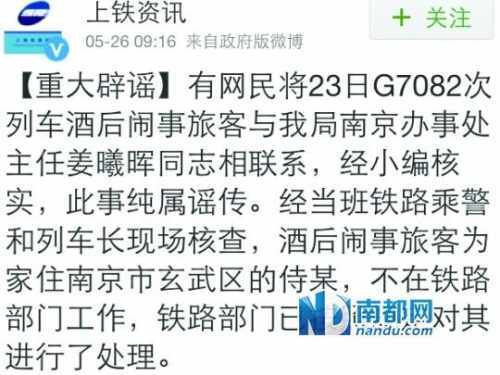 上铁资讯
05-26 09:16 来自政府版微博
+ 关注
【重大辟谣】有网民将23日G7082次
列车酒后闹事旅客与我局南京办事处
主任姜曦晖同志相联系，经小编核
实，此事纯属谣传。经当班铁路乘警
和列车长现场核查，酒后闹事旅客为
家住南京市玄武区的侍某，不在铁路
部门工作，铁路部门已 对其
进行了处理。
ND 南都网
nandu.com